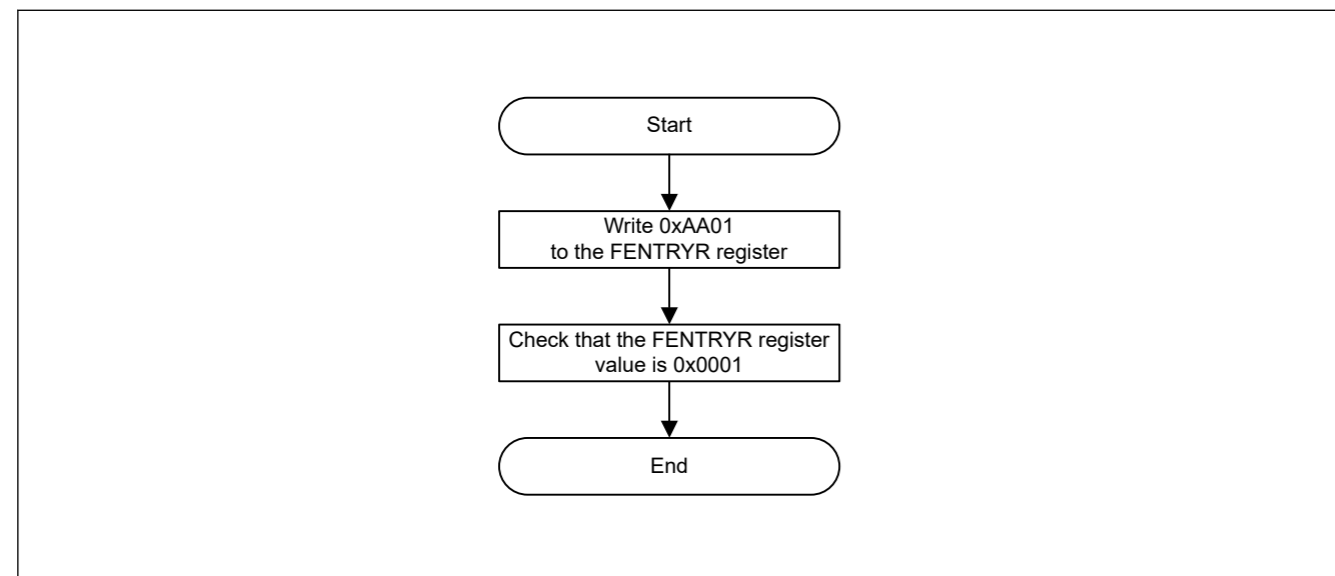 Start
Write 0xAA01
to the FENTRYR register
Check that the FENTRYR register
value is 0x0001
End